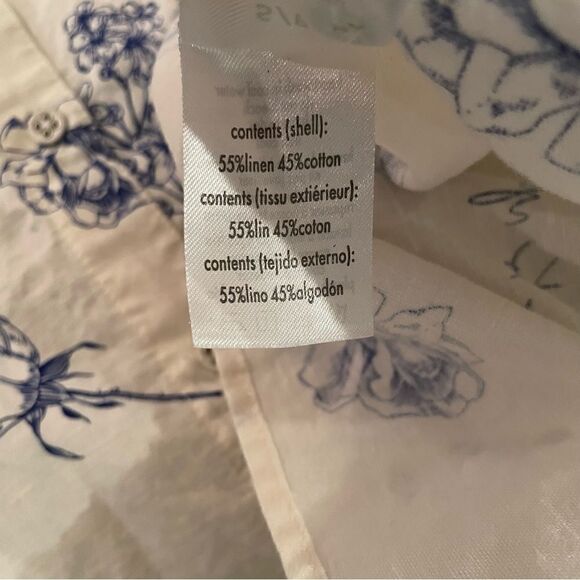 contents (shell):
55%linen 45%cotton
contents (tissu extiérieur):
55%lin 45%coton
contents (tejido externo):
55%lino 45%algodón